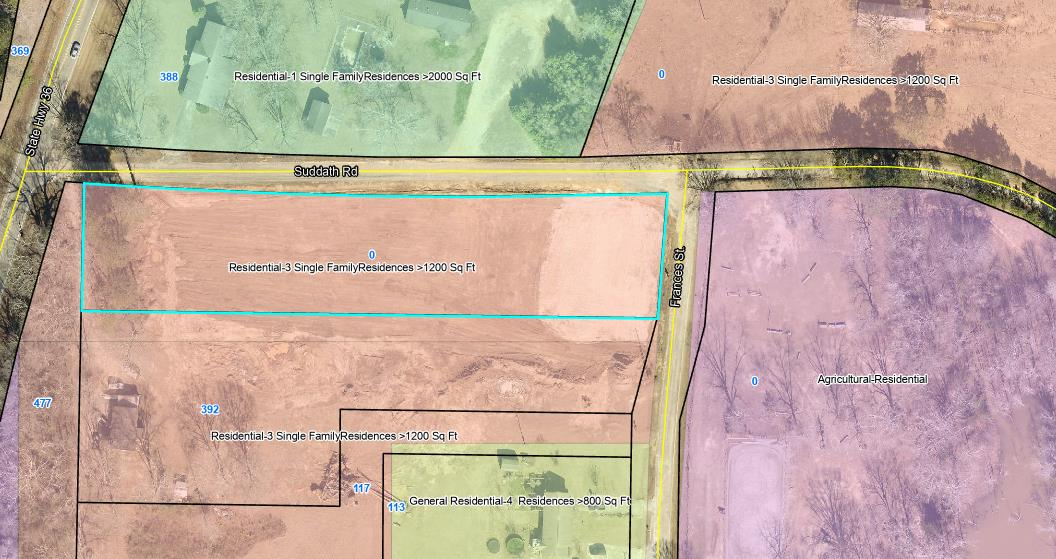 369
388
Residential-1 Single FamilyResidences >2000 Sq Ft
0
Residential-3 Single FamilyResidences >1200 Sq Ft
State Hwy 36
Suddath Rd
0
Residential-3 Single FamilyResidences >1200 Sq Ft
Frances St.
0
Agricultural-Residential
477
392
Residential-3 Single FamilyResidences >1200 Sq Ft
117
113
General Residential-4 Residences >800 Sq Ft